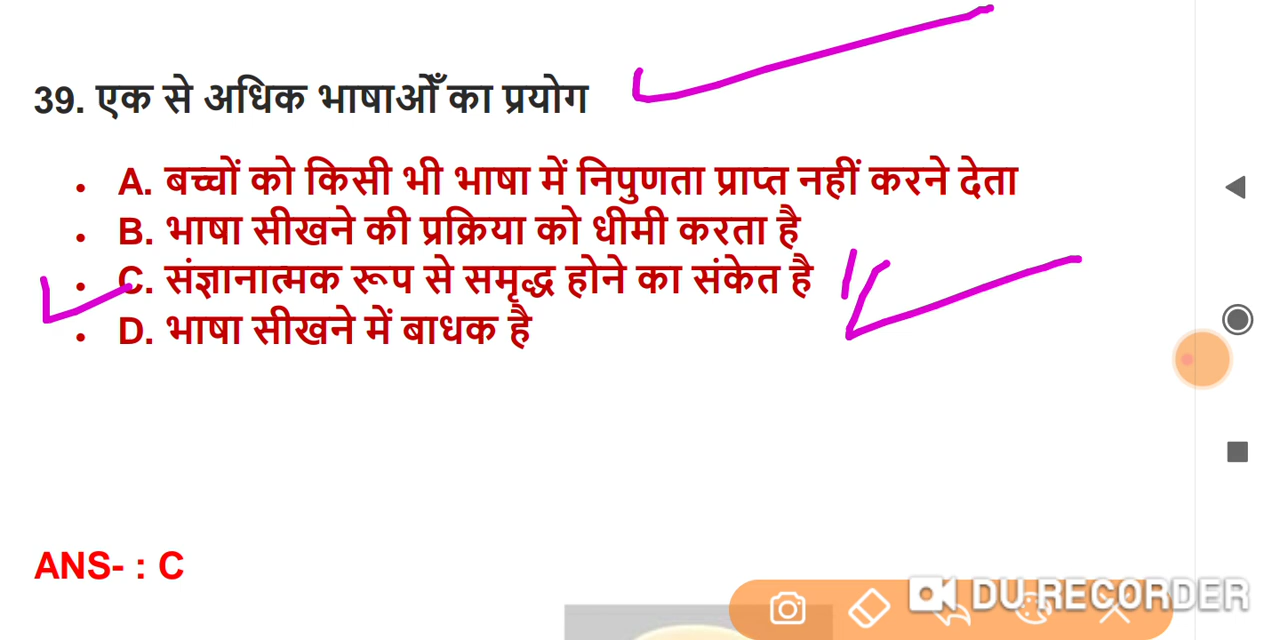 39. एक से अधिक भाषाओँ का प्रयोग
• A. बच्चों को किसी भी भाषा में निपुणता प्राप्त नहीं करने देता
• B. भाषा सीखने की प्रक्रिया को धीमी करता है
• C. संज्ञानात्मक रूप से समृद्ध होने का संकेत है
• D. भाषा सीखने में बाधक है
ANS- : C
DU RECORDER